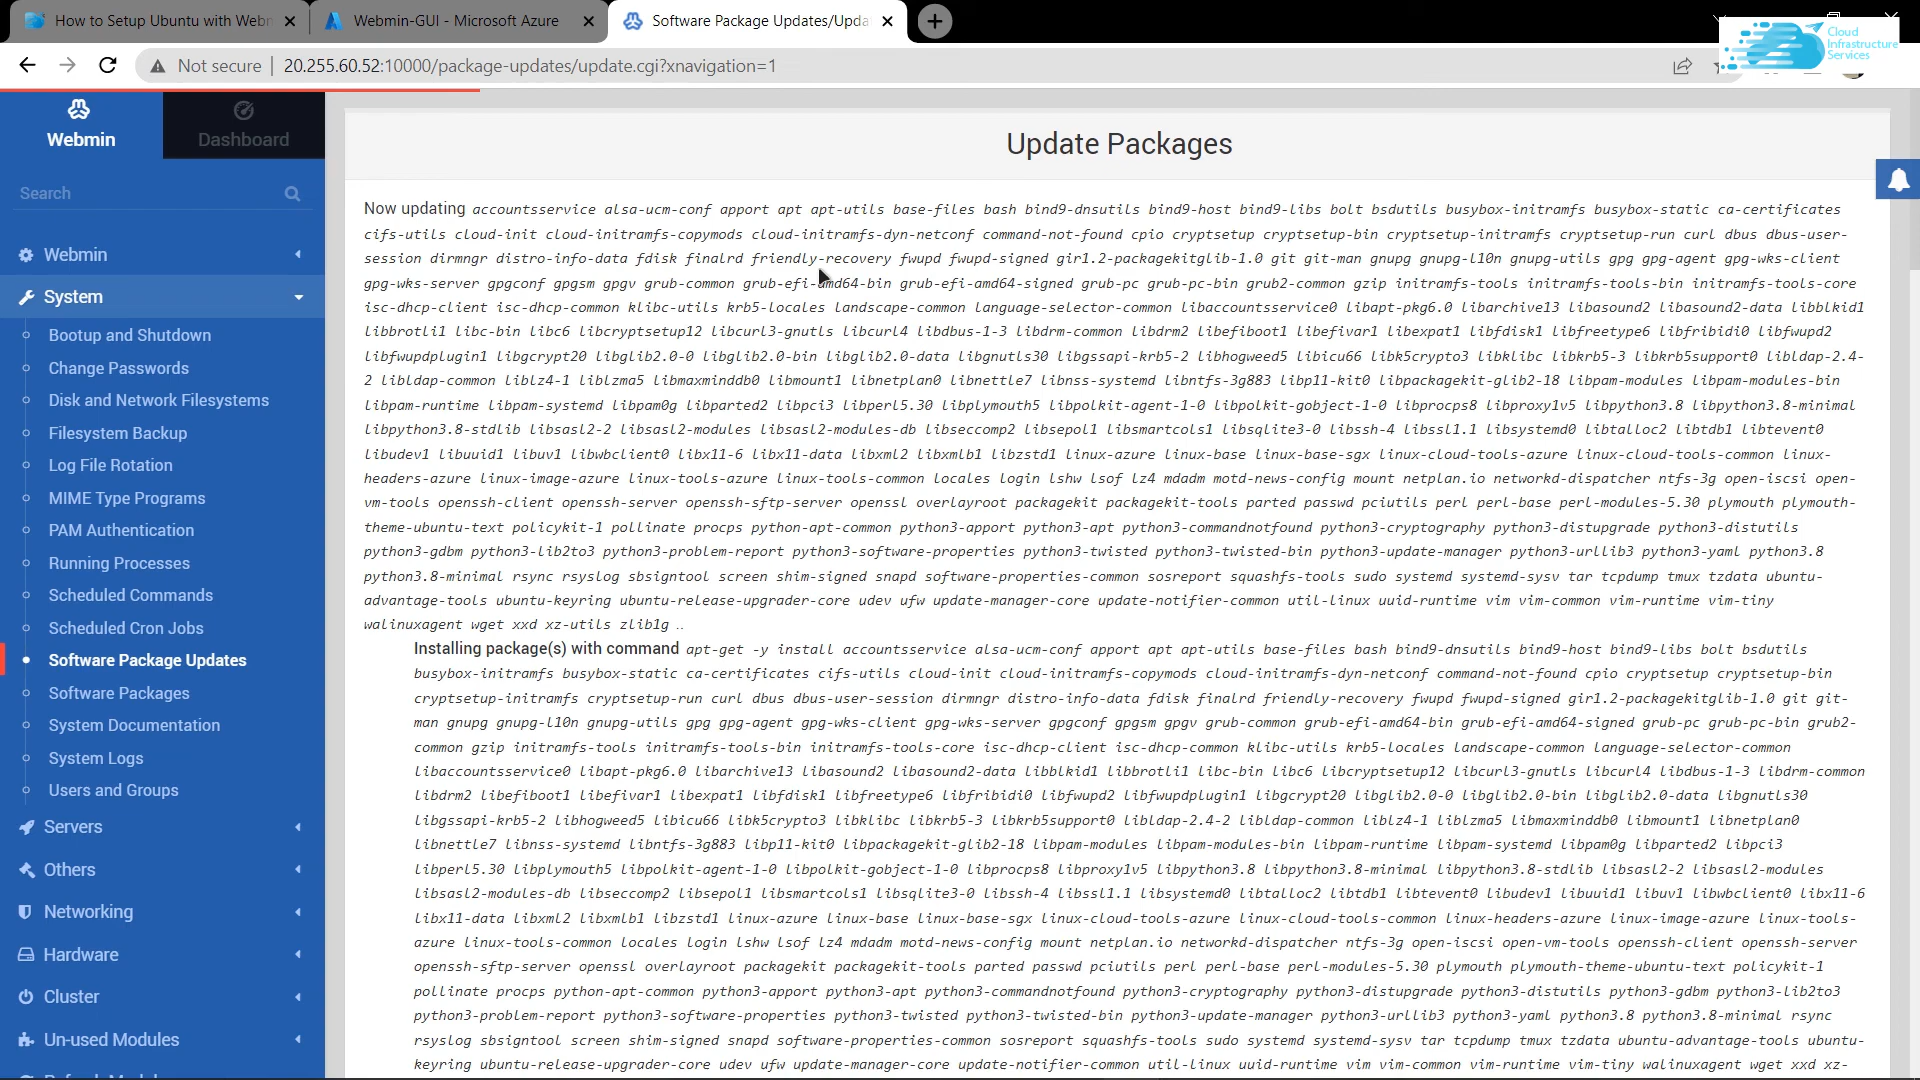 How to Setup Ubuntu with Webm
Webmin-GUI - Microsoft Azure
Software Package Updates/Upda
Cloud
Infrastructure
Services
Not secure
20.255.60.52:10000/package-updates/update.cgi?xnavigation=1
Webmin
Dashboard
Search
Webmin
System
Bootup and Shutdown
Change Passwords
Disk and Network Filesystems
Filesystem Backup
Log File Rotation
MIME Type Programs
PAM Authentication
Running Processes
Scheduled Commands
Scheduled Cron Jobs
Software Package Updates
Software Packages
System Documentation
System Logs
Users and Groups
Servers
Others
Networking
Hardware
Cluster
Un-used Modules
Update Packages
Now updating accountsservice alsa-ucm-conf apport apt apt-utils base-files bash bind9-dnsutils bind9-host bind9-libs bolt bsdutils busybox-initramfs busybox-static ca-certificates
cifs-utils cloud-init cloud-initramfs-copymods cloud-initramfs-dyn-netconf command-not-found cpio cryptsetup cryptsetup-bin cryptsetup-initramfs cryptsetup-run curl dbus dbus-user-
session dirmngr distro-info-data fdisk finalrd friendly-recovery fwupd fwupd-signed gir1.2-packagekitglib-1.0 git git-man gnupg gnupg-l10n gnupg-utils gpg gpg-agent gpg-wks-client
gpg-wks-server gpgconf gpgsm gpgv grub-common grub-efi-amd64-bin grub-efi-amd64-signed grub-pc grub-pc-bin grub2-common gzip initramfs-tools initramfs-tools-bin initramfs-tools-core
isc-dhcp-client isc-dhcp-common klibc-utils krb5-locales landscape-common language-selector-common libaccountsservice0 libapt-pkg6.0 libarchive13 libasound2 libasound2-data libblkid1
libbrotli1 libc-bin libc6 libcryptsetup12 libcurl3-gnutls libcurl4 libdbus-1-3 libdrm-common libdrm2 libefiboot1 libefivar1 libexpat1 libfdisk1 libfreetype6 libfribidi0 libfwupd2
libfwupdplugin1 libgcrypt20 libglib2.0-0 libglib2.0-bin libglib2.0-data libgnutls30 libgssapi-krb5-2 libhogweed5 libicu66 libk5crypto3 libklibc libkrb5-3 libkrb5support0 libldap-2.4-
2 libldap-common liblz4-1 liblzma5 libmaxminddb0 libmount1 libnetplan0 libnettle7 libnss-systemd libntfs-3g883 libp11-kit0 libpackagekit-glib2-18 libpam-modules libpam-modules-bin
libpam-runtime libpam-systemd libpam0g libparted2 libpci3 libperl5.30 libplymouth5 libpolkit-agent-1-0 libpolkit-gobject-1-0 libprocps8 libproxy1v5 libpython3.8 libpython3.8-minimal
libpython3.8-stdlib libsasl2-2 libsasl2-modules libsasl2-modules-db libseccomp2 libsepol1 libsmartcols1 libsqlite3-0 libssh-4 libssl1.1 libsystemd0 libtalloc2 libtdb1 libtevent0
libudev1 libuuid1 libuv1 libwbclient0 libx11-6 libx11-data libxml2 libxmlb1 libzstd1 linux-azure linux-base linux-base-sgx linux-cloud-tools-azure linux-cloud-tools-common linux-
headers-azure linux-image-azure linux-tools-azure linux-tools-common locales login lshw lsof lz4 mdadm motd-news-config mount netplan.io networkd-dispatcher ntfs-3g open-iscsi open-
vm-tools openssh-client openssh-server openssh-sftp-server openssl overlayroot packagekit packagekit-tools parted passwd pciutils perl perl-base perl-modules-5.30 plymouth plymouth-
theme-ubuntu-text policykit-1 pollinate procps python-apt-common python3-apport python3-apt python3-commandnotfound python3-cryptography python3-distupgrade python3-distutils
python3-gdbm python3-lib2to3 python3-problem-report python3-software-properties python3-twisted python3-twisted-bin python3-update-manager python3-urllib3 python3-yaml python3.8
python3.8-minimal rsync rsyslog sbsigntool screen shim-signed snapd software-properties-common sosreport squashfs-tools sudo systemd systemd-sysv tar tcpdump tmux tzdata ubuntu-
advantage-tools ubuntu-keyring ubuntu-release-upgrader-core udev ufw update-manager-core update-notifier-common util-linux uuid-runtime vim vim-common vim-runtime vim-tiny
walinuxagent wget xxd xz-utils zlib1g ..
Installing package(s) with command apt-get -y install accountsservice alsa-ucm-conf apport apt apt-utils base-files bash bind9-dnsutils bind9-host bind9-libs bolt bsdutils
busybox-initramfs busybox-static ca-certificates cifs-utils cloud-init cloud-initramfs-copymods cloud-initramfs-dyn-netconf command-not-found cpio cryptsetup cryptsetup-bin
cryptsetup-initramfs cryptsetup-run curl dbus dbus-user-session dirmngr distro-info-data fdisk finalrd friendly-recovery fwupd fwupd-signed gir1.2-packagekitglib-1.0 git git-
man gnupg gnupg-l10n gnupg-utils gpg gpg-agent gpg-wks-client gpg-wks-server gpgconf gpgsm gpgv grub-common grub-efi-amd64-bin grub-efi-amd64-signed grub-pc grub-pc-bin grub2-
common gzip initramfs-tools initramfs-tools-bin initramfs-tools-core isc-dhcp-client isc-dhcp-common klibc-utils krb5-locales landscape-common language-selector-common
libaccountsservice0 libapt-pkg6.0 libarchive13 libasound2 libasound2-data libblkid1 libbrotli1 libc-bin libc6 libcryptsetup12 libcurl3-gnutls libcurl4 libdbus-1-3 libdrm-common
libdrm2 libefiboot1 libefivar1 libexpat1 libfdisk1 libfreetype6 libfribidi0 libfwupd2 libfwupdplugin1 libgcrypt20 libglib2.0-0 libglib2.0-bin libglib2.0-data libgnutls30
libgssapi-krb5-2 libhogweed5 libicu66 libk5crypto3 libklibc libkrb5-3 libkrb5support0 libldap-2.4-2 libldap-common liblz4-1 liblzma5 libmaxminddb0 libmount1 libnetplan0
libnettle7 libnss-systemd libntfs-3g883 libp11-kit0 libpackagekit-glib2-18 libpam-modules libpam-modules-bin libpam-runtime libpam-systemd libpam0g libparted2 libpci3
libperl5.30 libplymouth5 libpolkit-agent-1-0 libpolkit-gobject-1-0 libprocps8 libproxy1v5 libpython3.8 libpython3.8-minimal libpython3.8-stdlib libsasl2-2 libsasl2-modules
libsasl2-modules-db libseccomp2 libsepol1 libsmartcols1 libsqlite3-0 libssh-4 libssl1.1 libsystemd0 libtalloc2 libtdb1 libtevent0 libudev1 libuuid1 libuv1 libwbclient0 libx11-6
libx11-data libxml2 libxmlb1 libzstd1 linux-azure linux-base linux-base-sgx linux-cloud-tools-azure linux-cloud-tools-common linux-headers-azure linux-image-azure linux-tools-
azure linux-tools-common locales login lshw lsof lz4 mdadm motd-news-config mount netplan.io networkd-dispatcher ntfs-3g open-iscsi open-vm-tools openssh-client openssh-server
openssh-sftp-server openssl overlayroot packagekit packagekit-tools parted passwd pciutils perl perl-base perl-modules-5.30 plymouth plymouth-theme-ubuntu-text policykit-1
pollinate procps python-apt-common python3-apport python3-apt python3-commandnotfound python3-cryptography python3-distupgrade python3-distutils python3-gdbm python3-lib2to3
python3-problem-report python3-software-properties python3-twisted python3-twisted-bin python3-update-manager python3-urllib3 python3-yaml python3.8 python3.8-minimal rsync
rsyslog sbsigntool screen shim-signed snapd software-properties-common sosreport squashfs-tools sudo systemd systemd-sysv tar tcpdump tmux tzdata ubuntu-advantage-tools ubuntu-
keyring ubuntu-release-upgrader-core udev ufw update-manager-core update-notifier-common util-linux uuid-runtime vim vim-common vim-runtime vim-tiny walinuxagent wget xxd xz-